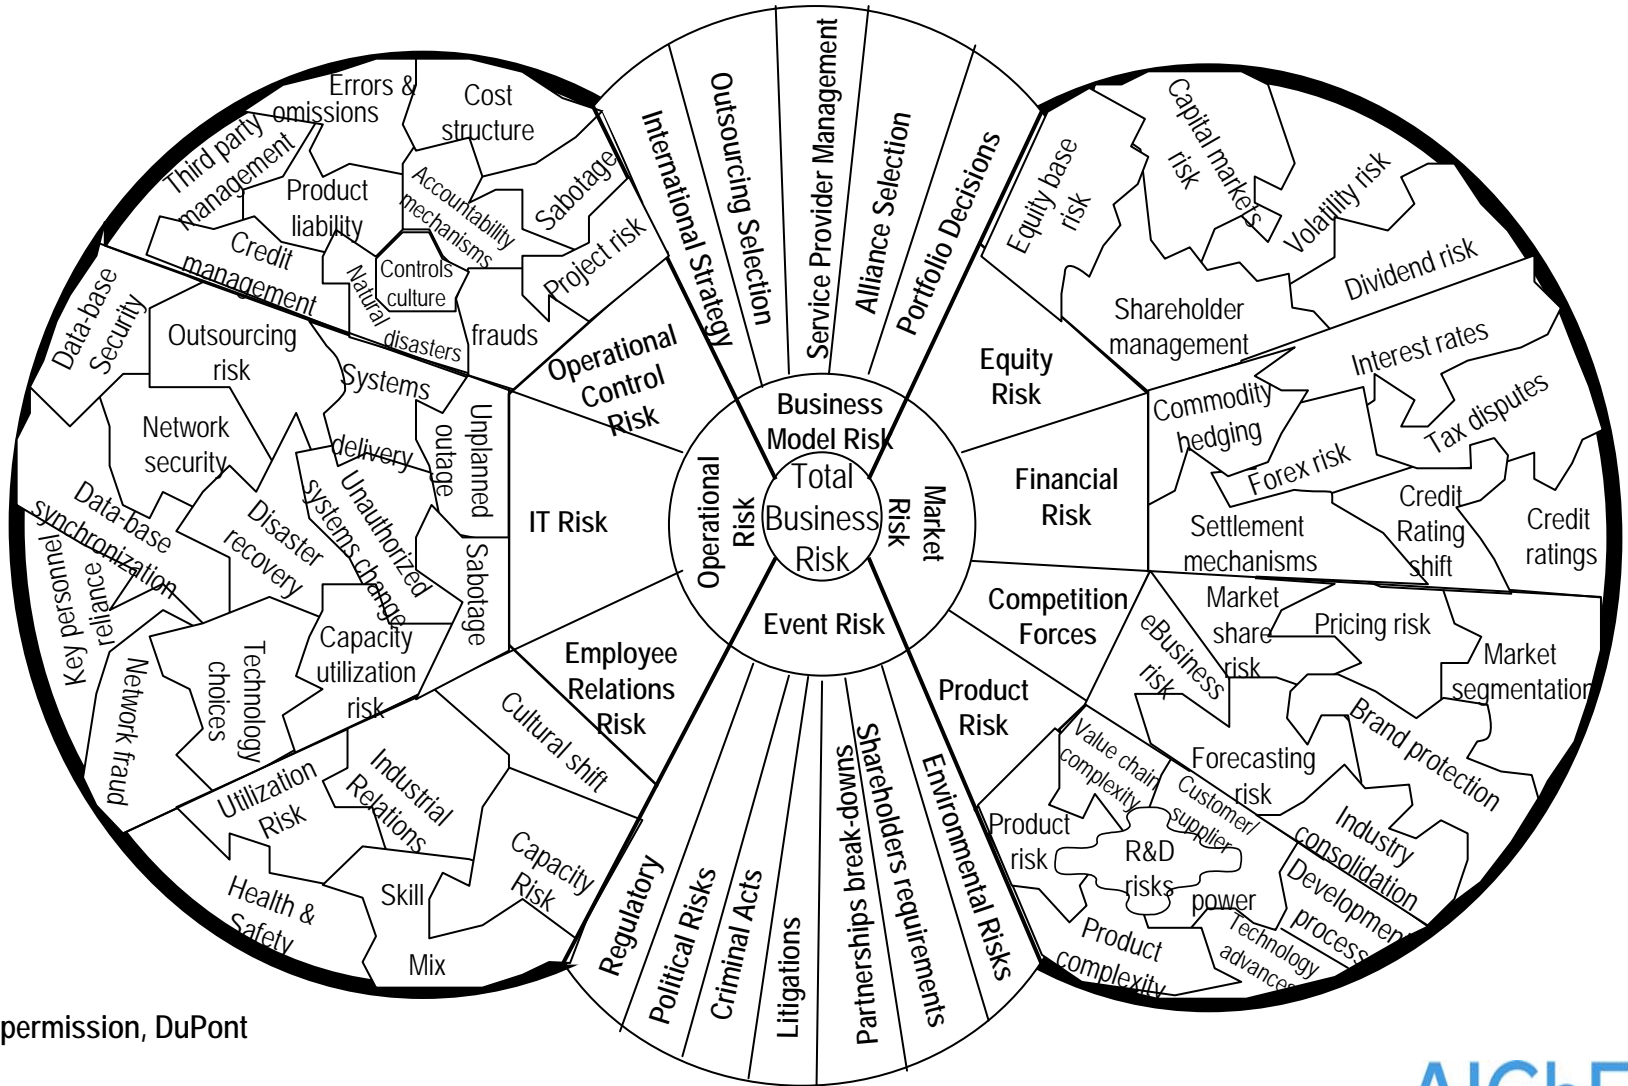 Errors &
omissions
Cost
structure
Third party
management
Product
liability
Accountability
mechanisms
Sabotage
Credit
management
Natural
disasters
Controls
culture
Project risk
frauds
Operational
Control
Risk
Data-base
Security
Outsourcing
risk
Systems
delivery
Unplanned
outage
Network
security
Data-base
synchronization
Disaster
recovery
Unauthorized
systems change
Sabotage
Key personnel
reliance
Network fraud
Technology
choices
Capacity
utilization
risk
IT Risk
Employee
Relations
Risk
Utilization
Risk
Industrial
Relations
Cultural shift
Capacity
Risk
Health &
Safety
Skill
Mix
International Strategy
Outsourcing Selection
Service Provider Management
Alliance Selection
Portfolio Decisions
Business
Model Risk
Operational
Risk
Total
Business
Risk
Market
Risk
Event Risk
Regulatory
Political Risks
Criminal Acts
Litigations
Partnerships break-downs
Shareholders requirements
Environmental Risks
Equity base
risk
Capital markets
risk
Volatility risk
Dividend risk
Shareholder
management
Equity
Risk
Interest rates
Commodity
hedging
Tax disputes
Forex risk
Settlement
mechanisms
Credit
Rating
shift
Credit
ratings
Financial
Risk
Competition
Forces
eBusiness
risk
Market
share
risk
Pricing risk
Market
segmentation
Brand protection
Forecasting
risk
Industry
consolidation
Product
Risk
Value chain
complexity
Customer/
supplier
power
Product
risk
R&D
risks
Development
process
Product
complexity
Technology
advances
permission, DuPont
AIChE